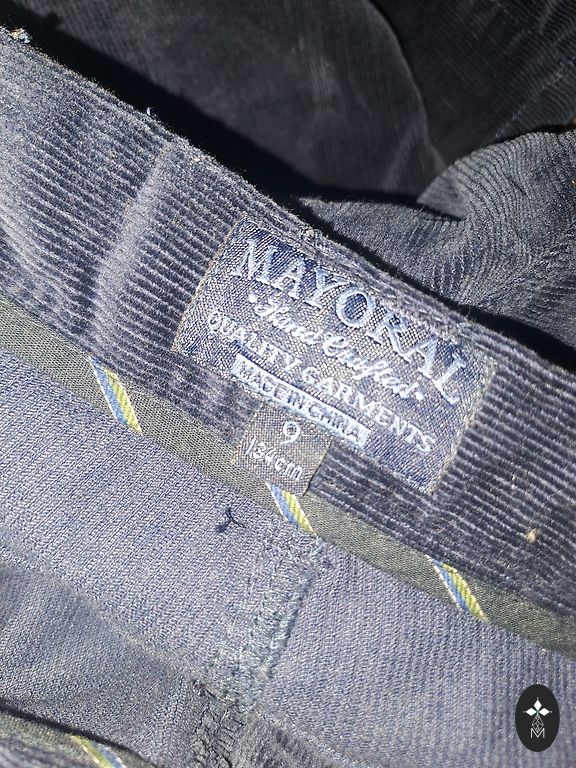 MAYORAL
·Hand Crafted·
QUALITY GARMENTS
MADE IN CHINA
9
134cm
M